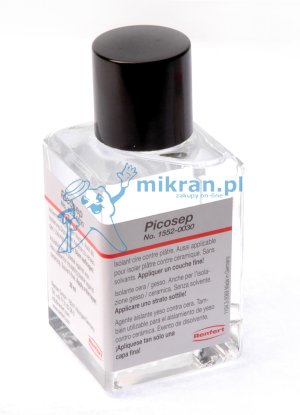 mikran.pl
zakupy on-line
Picosep
No. 1552-0030
Isolant cire contre plâtre. Aussi applicable
pour isoler plâtre contre céramique. Sans
solvants. Appliquer un couche fine!
Isolante cera / gesso. Anche per l'isola-
zione gesso / ceramica. Senza solvente.
Applicare uno strato sottile!
Agente aislante yeso contra cera. Tam-
bién utilizable para el aislamiento de yeso
contra cerámica. Exento de disolvente.
¡Aplíquese tan sólo una
capa fina!
Renfert